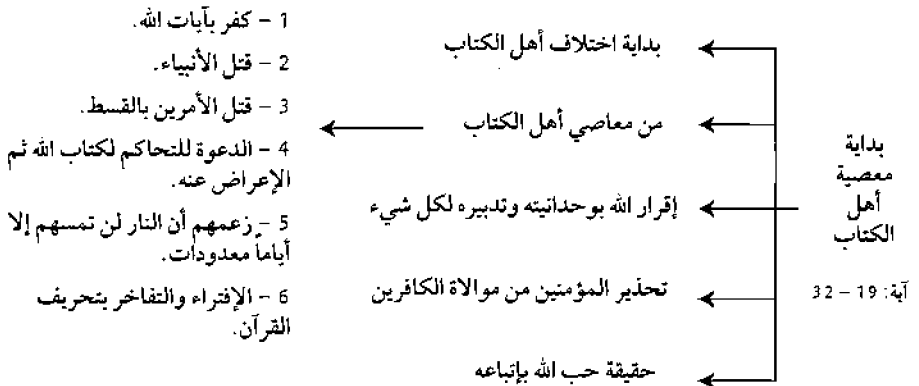 بداية
معصية
أهل
الكتاب
آية: 19 – 32
بداية اختلاف أهل الكتاب
من معاصي أهل الكتاب
إقرار الله بوحدانيته وتدبيره لكل شيء
تحذير المؤمنين من موالاة الكافرين
حقيقة حب الله بإتباعه
1 – كفر بآيات الله.
2 – قتل الأنبياء.
3 – قتل الأمرين بالقسط.
4 – الدعوة للتحاكم لكتاب الله ثم
الإعراض عنه.
5 – زعمهم أن النار لن تمسهم إلا
أياماً معدودات.
6 – الإفتراء والتفاخر بتحريف
القرآن.